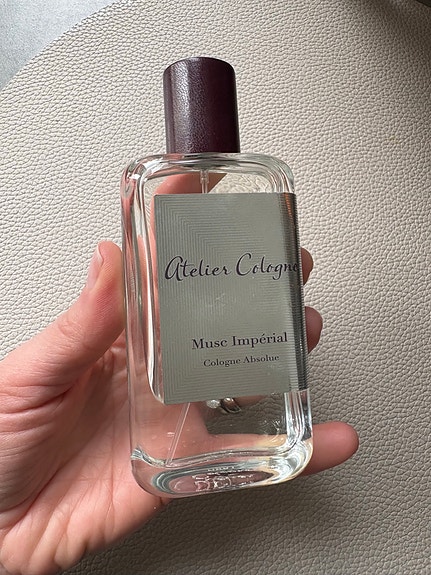 Atelier Cologne
Musc Impérial
Cologne Absolue